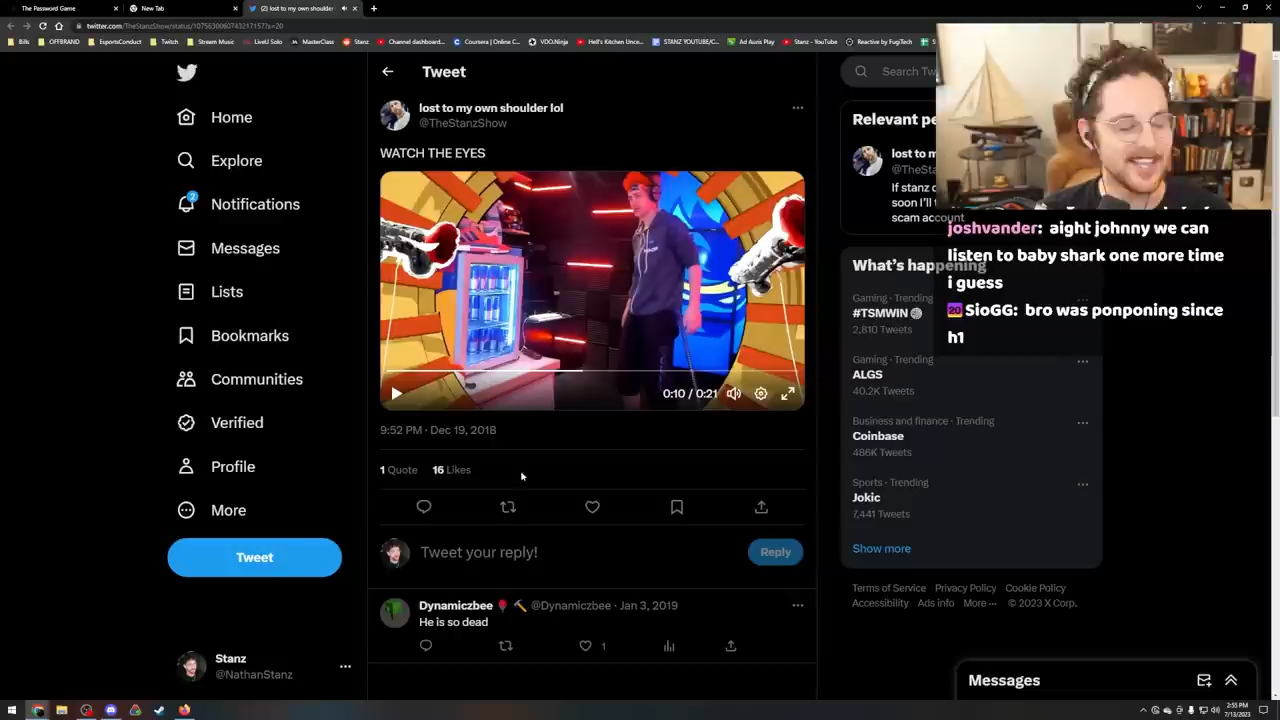 The Password Game
New Tab
(2) lost to my own shoulder
twitter.com/TheStanzShow/status/1075630060743217157?s=20
Bills
OFFBRAND
EsportsConduct
Twitch
Stream Music
LiveU Solo
MasterClass
Stanz
Channel dashboard...
Coursera | Online C...
VDO.Ninja
Hell's Kitchen Unce...
STANZ YOUTUBE/C...
Ad Auris Play
Stanz - YouTube
Reactive by FugiTech
Home
Explore
2
Notifications
Messages
Lists
Bookmarks
Communities
Verified
Profile
More
Tweet
Stanz
@NathanStanz
Tweet
lost to my own shoulder lol
@TheStanzShow
WATCH THE EYES
0:10 / 0:21
9:52 PM · Dec 19, 2018
1 Quote 16 Likes
Tweet your reply!
Reply
Dynamiczbee @Dynamiczbee · Jan 3, 2019
He is so dead
1
Search Tw
Relevant pe
lost to m
@TheSta
If stanz d
soon I'll t
scam account
What's happening
Gaming · Trending
#TSMWIN
2,810 Tweets
Gaming · Trending
ALGS
40.2K Tweets
Business and finance · Trending
Coinbase
486K Tweets
Sports · Trending
Jokic
7,441 Tweets
Show more
Terms of Service Privacy Policy Cookie Policy
Accessibility Ads info More ··· © 2023 X Corp.
Messages
joshvander: aight johnny we can
listen to baby shark one more time
i guess
20 SioGG: bro was ponponing since
h1
2:55 PM
7/13/2023